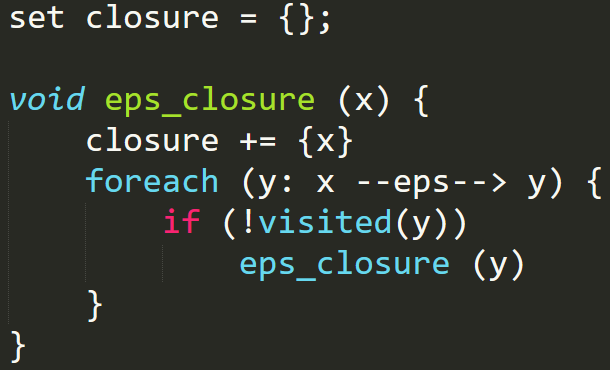 set closure = {};
void eps_closure (x) {
closure += {x}
foreach (y: x --eps--> y) {
if (!visited(y))
eps_closure (y)
}
}